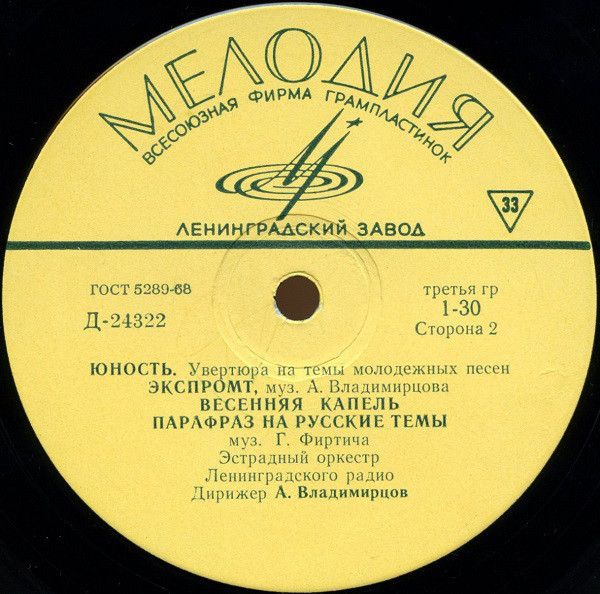 МЕЛОДИЯ
ВСЕСОЮЗНАЯ ФИРМА ГРАМПЛАСТИНОК
ЛЕНИНГРАДСКИЙ ЗАВОД
33
ГОСТ 5289-68
Д-24322
третья гр
1-30
Сторона 2
ЮНОСТЬ. Увертюра на темы молодежных песен
ЭКСПРОМТ, муз. А. Владимирцова
ВЕСЕННЯЯ КАПЕЛЬ
ПАРАФРАЗ НА РУССКИЕ ТЕМЫ
муз. Г. Фиртича
Эстрадный оркестр
Ленинградского радио
Дирижер А. Владимирцов